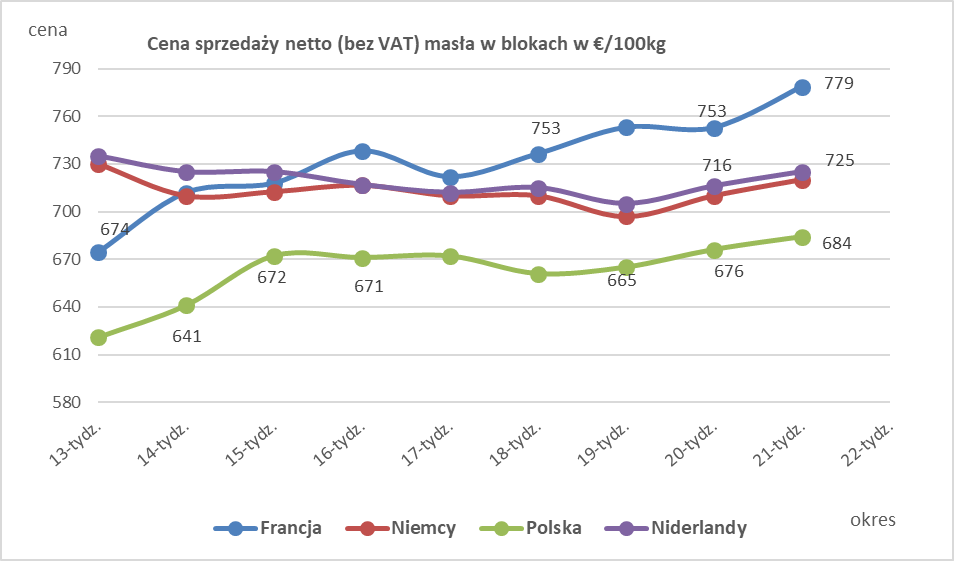 cena
Cena sprzedaży netto (bez VAT) masła w blokach w €/100kg
790
760
730
700
670
640
610
580
674
641
672
671
753
665
753
716
676
779
725
684
13-tydz.
14-tydz.
15-tydz.
16-tydz.
17-tydz.
18-tydz.
19-tydz.
20-tydz.
21-tydz.
22-tydz.
okres
Francja Niemcy Polska Niderlandy